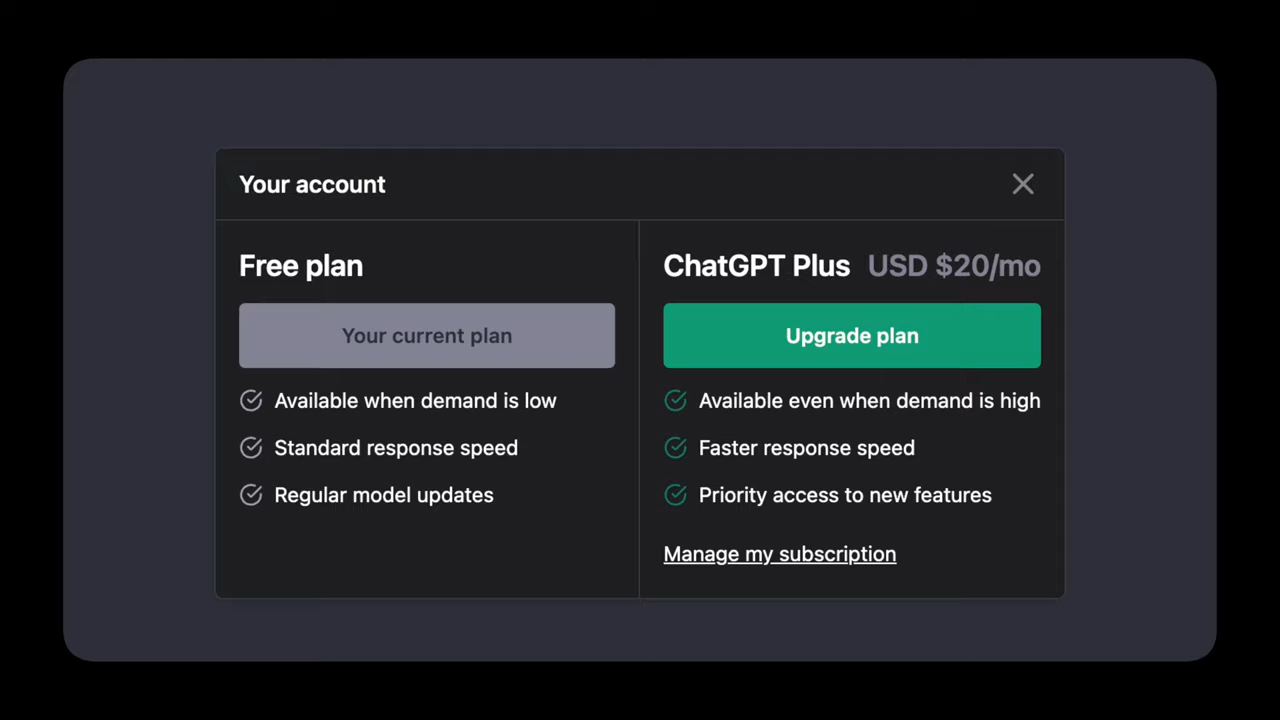 Your account
Free plan
Your current plan
Available when demand is low
Standard response speed
Regular model updates
ChatGPT Plus USD $20/mo
Upgrade plan
Available even when demand is high
Faster response speed
Priority access to new features
Manage my subscription